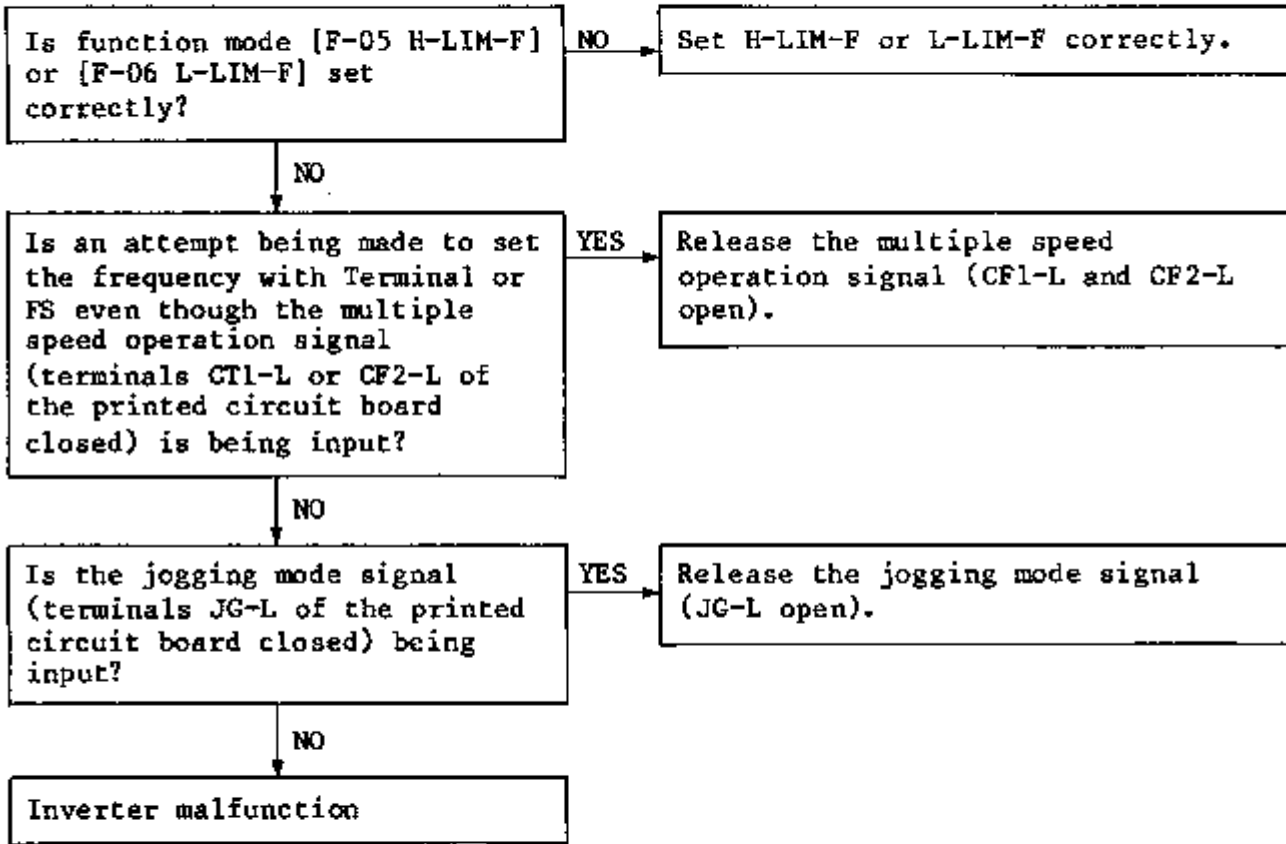 Is function mode [F-05 H-LIM-F]
or [F-06 L-LIM-F] set
correctly?
NO
Set H-LIM-F or L-LIM-F correctly.
NO
Is an attempt being made to set
the frequency with Terminal or
FS even though the multiple
speed operation signal
(terminals CT1-L or CF2-L of
the printed circuit board
closed) is being input?
YES
Release the multiple speed
operation signal (CF1-L and CF2-L
open).
NO
Is the jogging mode signal
(terminals JG-L of the printed
circuit board closed) being
input?
YES
Release the jogging mode signal
(JG-L open).
NO
Inverter malfunction